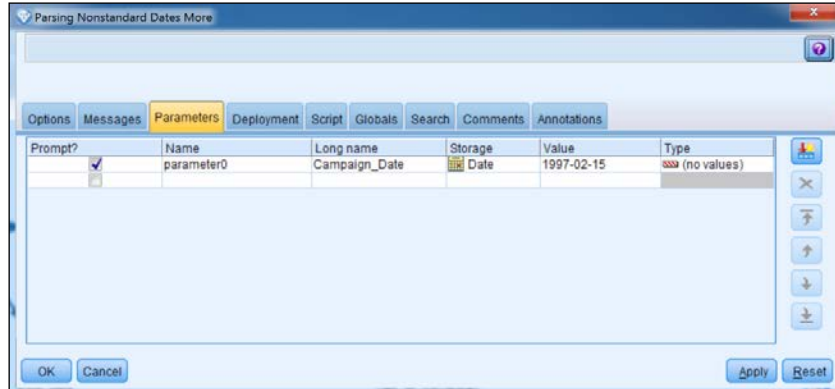 Parsing Nonstandard Dates More
Options Messages Parameters Deployment Script Globals Search Comments Annotations
Prompt? Name Long name Storage Value Type
parameter0 Campaign_Date Date 1997-02-15 (no values)
OK Cancel Apply Reset